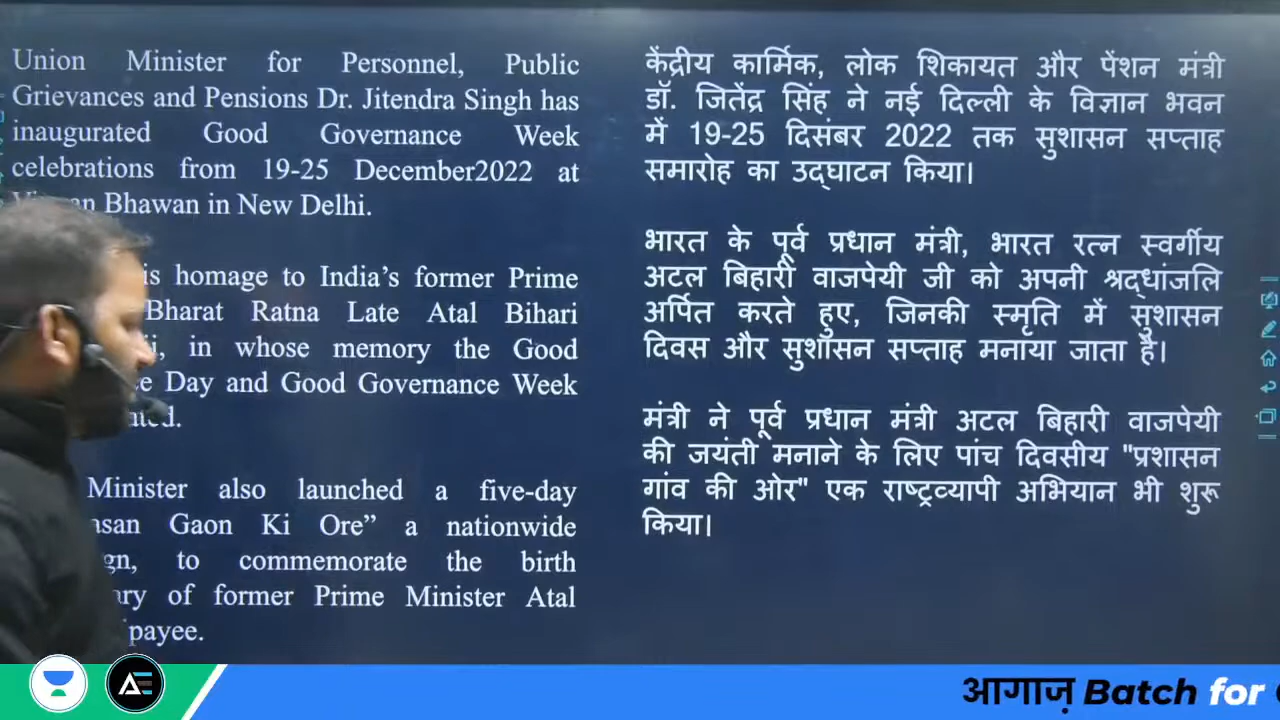 Union Minister for Personnel, Public
Grievances and Pensions Dr. Jitendra Singh has
inaugurated Good Governance Week
celebrations from 19-25 December2022 at
Bhawan in New Delhi.
homage to India's former Prime
Bharat Ratna Late Atal Bihari
in whose memory the Good
Day and Good Governance Week
Minister also launched a five-day
Gaon Ki Ore" a nationwide
to commemorate the birth
of former Prime Minister Atal
केंद्रीय कार्मिक, लोक शिकायत और पेंशन मंत्री
डॉ. जितेंद्र सिंह ने नई दिल्ली के विज्ञान भवन
में 19-25 दिसंबर 2022 तक सुशासन सप्ताह
समारोह का उद्घाटन किया।
भारत के पूर्व प्रधान मंत्री, भारत रत्न स्वर्गीय
अटल बिहारी वाजपेयी जी को अपनी श्रद्धांजलि
अर्पित करते हुए, जिनकी स्मृति में सुशासन
दिवस और सुशासन सप्ताह मनाया जाता है।
मंत्री ने पूर्व प्रधान मंत्री अटल बिहारी वाजपेयी
की जयंती मनाने के लिए पांच दिवसीय "प्रशासन
गांव की ओर" एक राष्ट्रव्यापी अभियान भी शुरू
किया।
आगाज़ Batch for